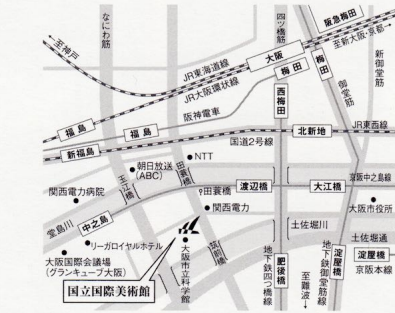 なにわ筋
四ツ橋筋
阪急梅田
至神戸
至新大阪・京都
大阪
梅田
梅田
新御堂筋
JR東海道線
JR大阪環状線
御堂筋
阪神電車
西梅田
福島
福島
北新地
JR東西線
新福島
国道2号線
NTT
朝日放送
(ABC)
田蓑橋
玉江橋
渡辺橋
大江橋
京阪中之島線
関西電力病院
田蓑橋
関西電力
大阪市役所
中之島
堂島川
土佐堀川
土佐堀通
リーガロイヤルホテル
筑前橋
肥後橋
淀屋橋
淀屋橋
大阪国際会議場
(グランキューブ大阪)
大阪市立科学館
地下鉄四つ橋線
至難波
地下鉄御堂筋線
京阪本線
国立国際美術館